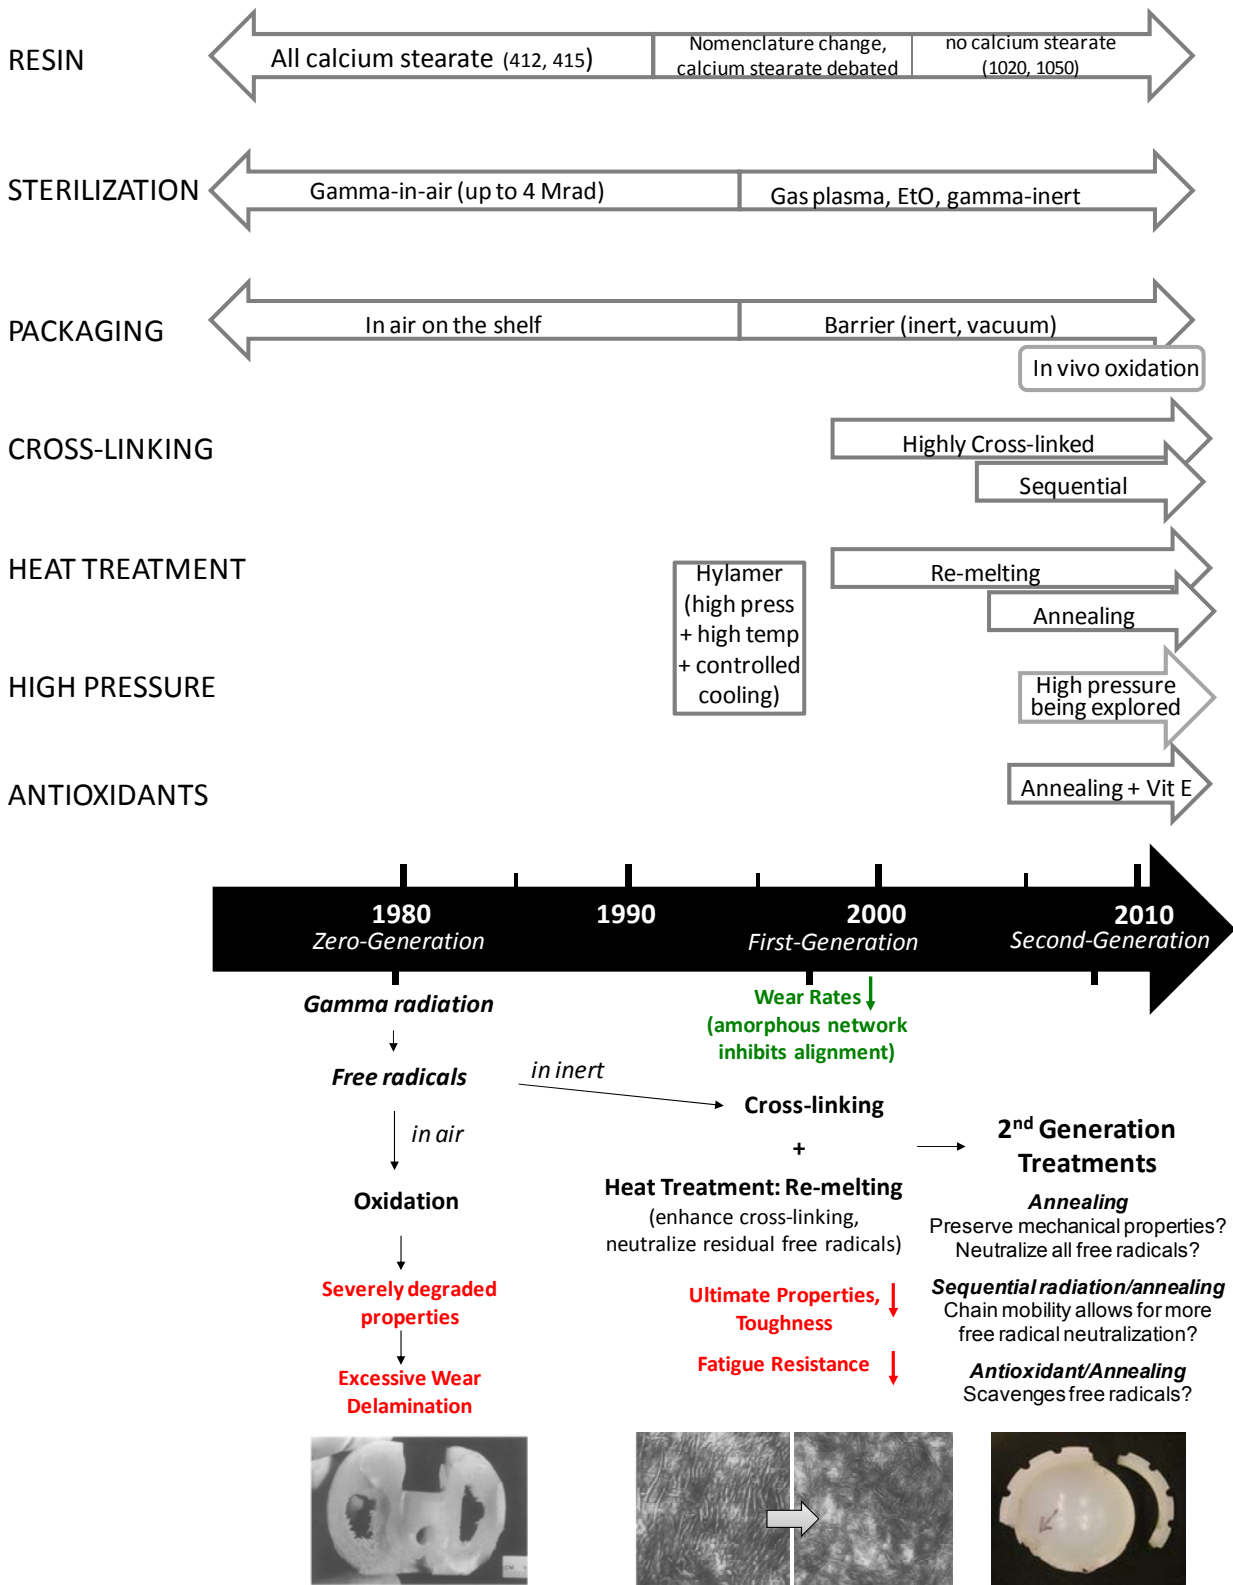 RESIN
All calcium stearate (412, 415)
Nomenclature change,
calcium stearate debated
no calcium stearate
(1020, 1050)
STERILIZATION
Gamma-in-air (up to 4 Mrad)
Gas plasma, EtO, gamma-inert
PACKAGING
In air on the shelf
Barrier (inert, vacuum)
In vivo oxidation
CROSS-LINKING
Highly Cross-linked
Sequential
HEAT TREATMENT
Hylamer
(high press
+ high temp
+ controlled
cooling)
Re-melting
Annealing
HIGH PRESSURE
High pressure
being explored
ANTIOXIDANTS
Annealing + Vit E
1980
1990
2000
2010
Zero-Generation
First-Generation
Second-Generation
Gamma radiation
Free radicals
in air
in inert
Oxidation
Severely degraded
properties
Excessive Wear
Delamination
Wear Rates
(amorphous network
inhibits alignment)
Cross-linking
+
Heat Treatment: Re-melting
(enhance cross-linking,
neutralize residual free radicals)
Ultimate Properties,
Toughness
Fatigue Resistance
2nd Generation
Treatments
Annealing
Preserve mechanical properties?
Neutralize all free radicals?
Sequential radiation/annealing
Chain mobility allows for more
free radical neutralization?
Antioxidant/Annealing
Scavenges free radicals?